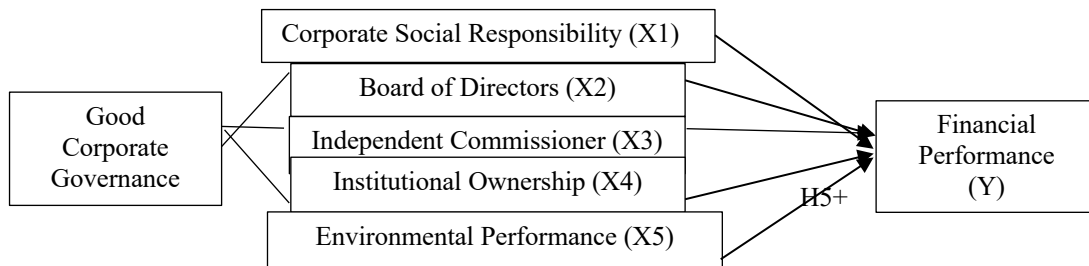 Corporate Social Responsibility (X1)
Board of Directors (X2)
Independent Commissioner (X3)
Institutional Ownership (X4)
Environmental Performance (X5)
Good
Corporate
Governance
Financial
Performance
(Y)
H5+